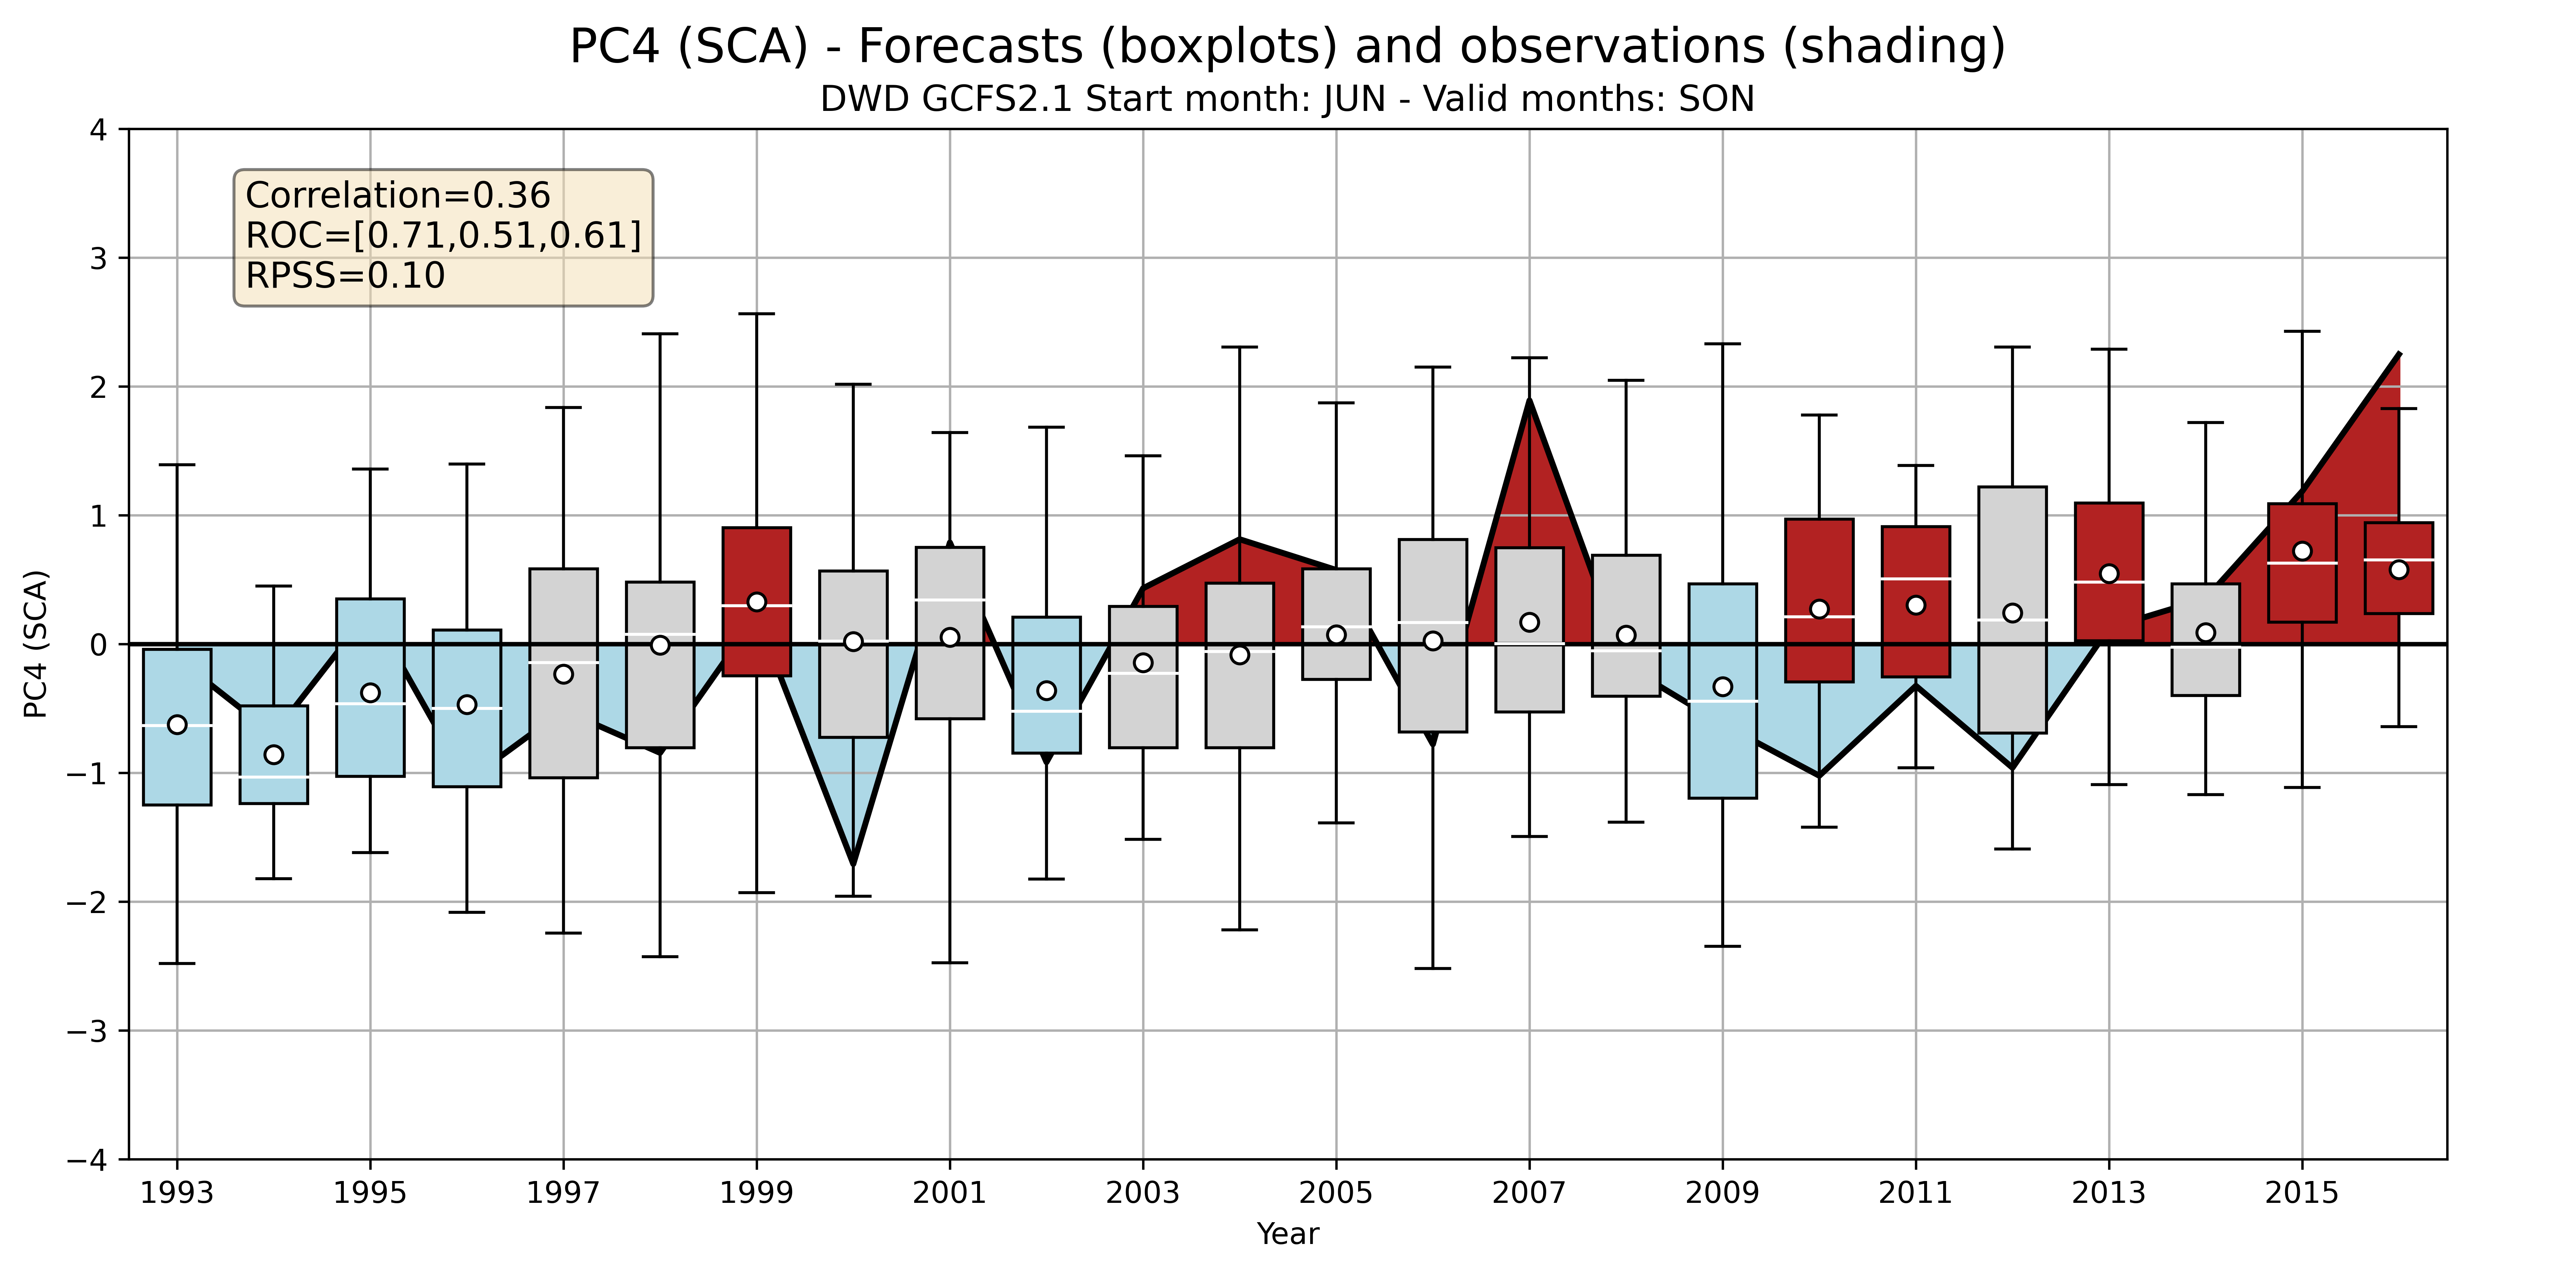 PC4 (SCA) - Forecasts (boxplots) and observations (shading)
DWD GCFS2.1 Start month: JUN - Valid months: SON
Correlation=0.36
ROC=[0.71,0.51,0.61]
RPSS=0.10
PC4 (SCA)
4
3
2
1
0
−1
−2
−3
−4
1993 1995 1997 1999 2001 2003 2005 2007 2009 2011 2013 2015
Year